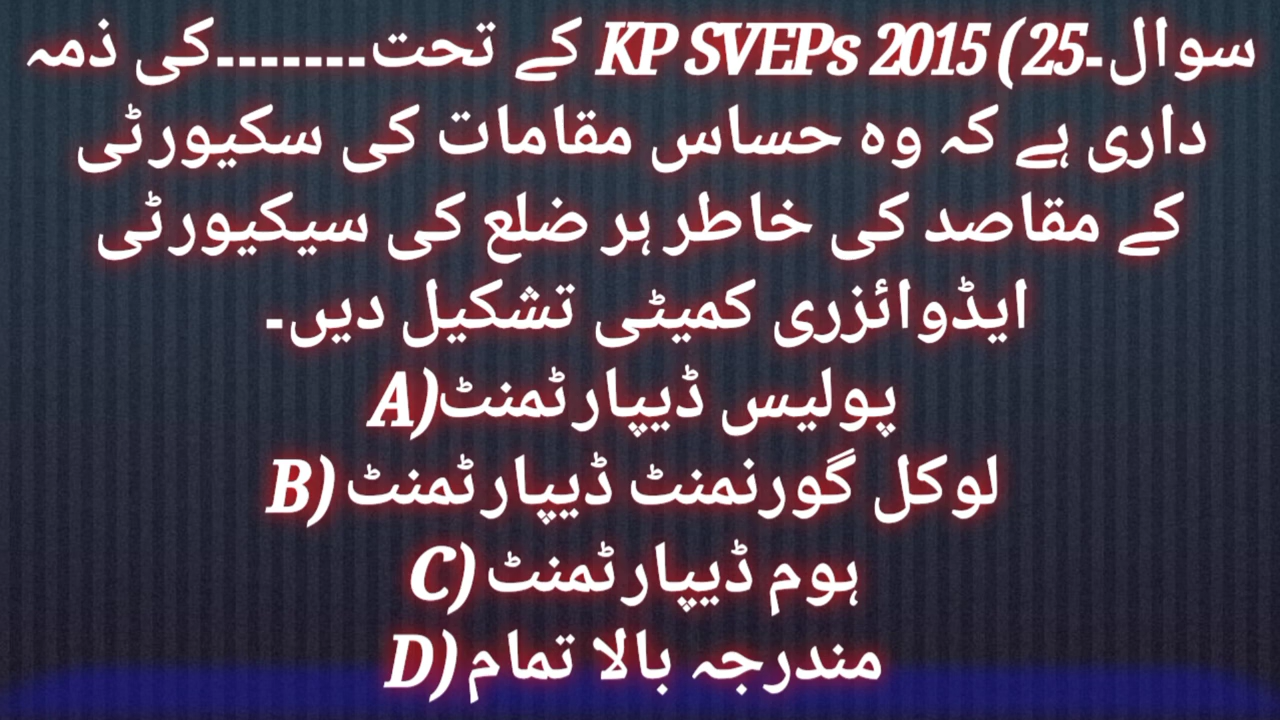 سوال۔25) KP SVEPs 2015 کے تحت۔۔۔۔۔۔۔کی ذمہ
داری ہے کہ وہ حساس مقامات کی سکیورٹی
کے مقاصد کی خاطر ہر ضلع کی سیکیورٹی
ایڈوائزری کمیٹی تشکیل دیں۔
A)پولیس ڈیپارٹمنٹ
B) لوکل گورنمنٹ ڈیپارٹمنٹ
C) ہوم ڈیپارٹمنٹ
D) مندرجہ بالا تمام